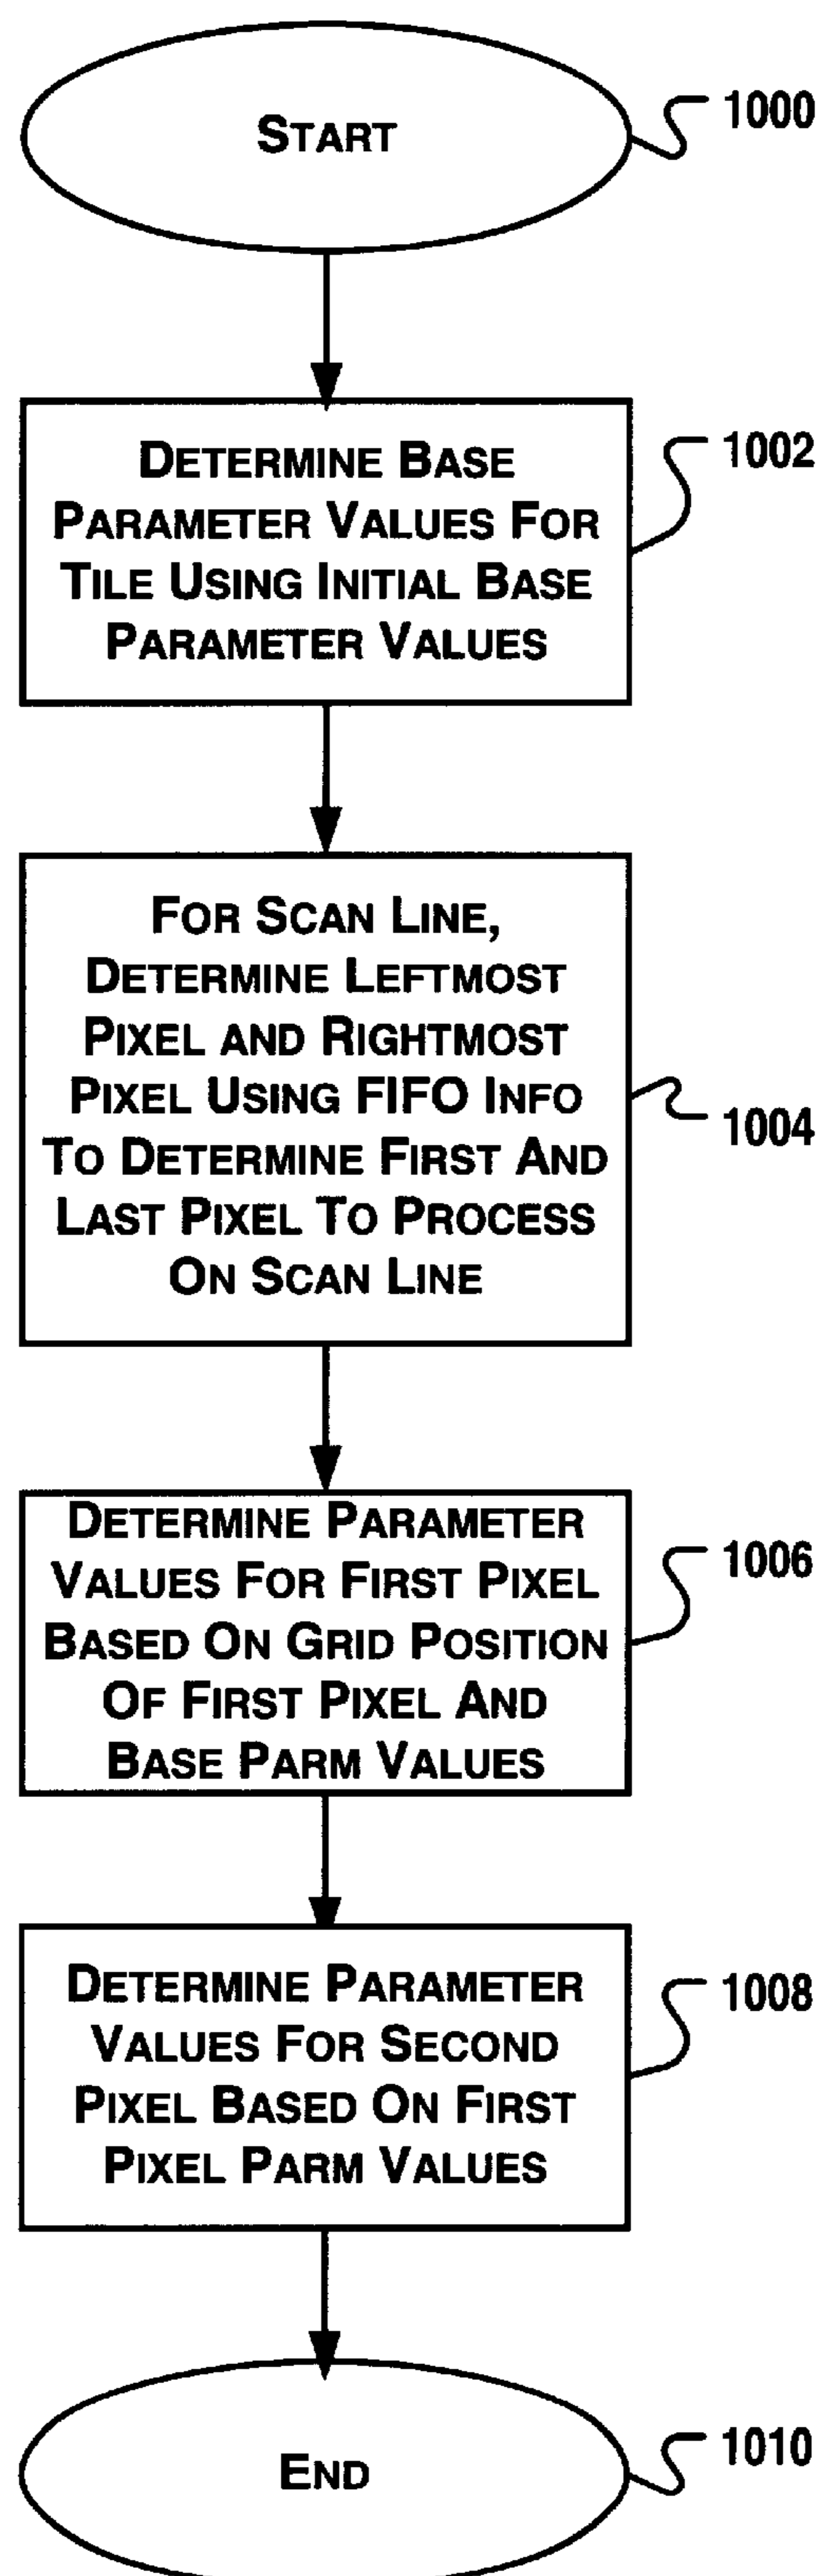 START
1000
DETERMINE BASE
PARAMETER VALUES FOR
TILE USING INITIAL BASE
PARAMETER VALUES
1002
FOR SCAN LINE,
DETERMINE LEFTMOST
PIXEL AND RIGHTMOST
PIXEL USING FIFO INFO
TO DETERMINE FIRST AND
LAST PIXEL TO PROCESS
ON SCAN LINE
1004
DETERMINE PARAMETER
VALUES FOR FIRST PIXEL
BASED ON GRID POSITION
OF FIRST PIXEL AND
BASE PARM VALUES
1006
DETERMINE PARAMETER
VALUES FOR SECOND
PIXEL BASED ON FIRST
PIXEL PARM VALUES
1008
END
1010